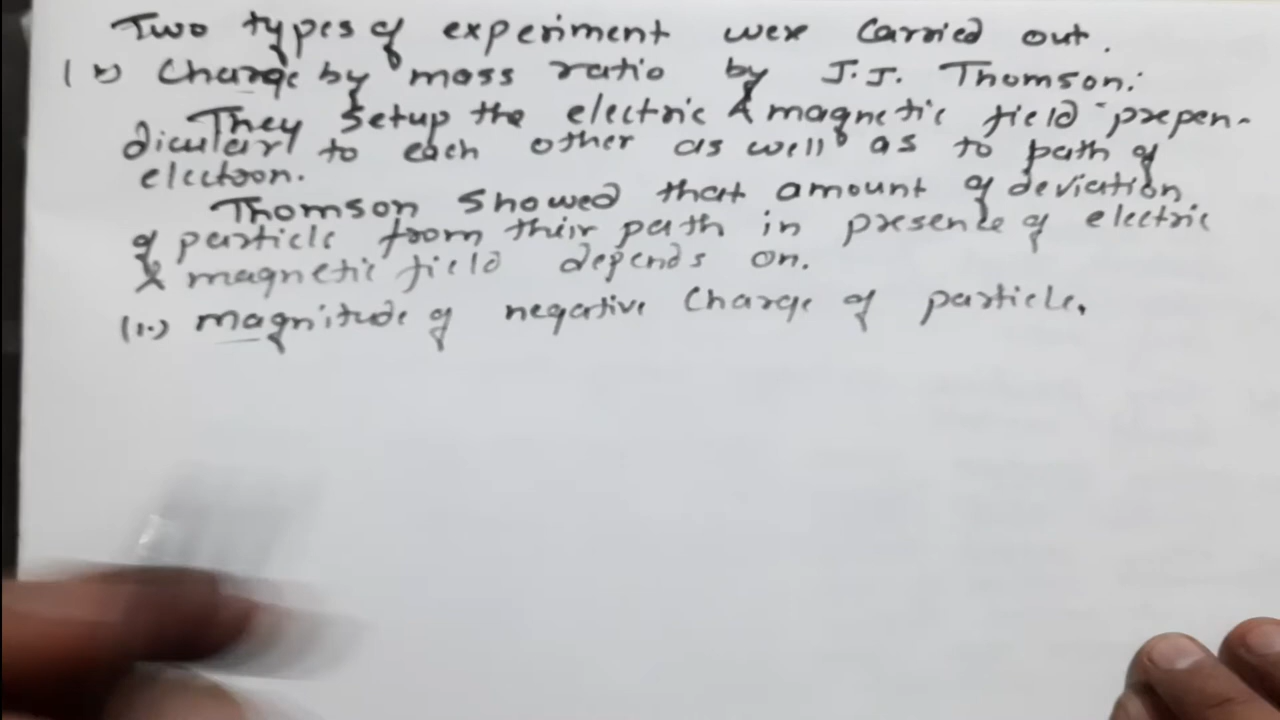 Two types of experiment were carried out.
(1) Charge by mass ratio by J.J. Thomson:
They Setup the electric & magnetic field prepen-
dicular to each other as well as to path of
electron.
Thomson showed that amount of deviation
of particle from their path in presence of electric
& magnetic field depends on.
(1.) magnitude of negative Charge of particle.